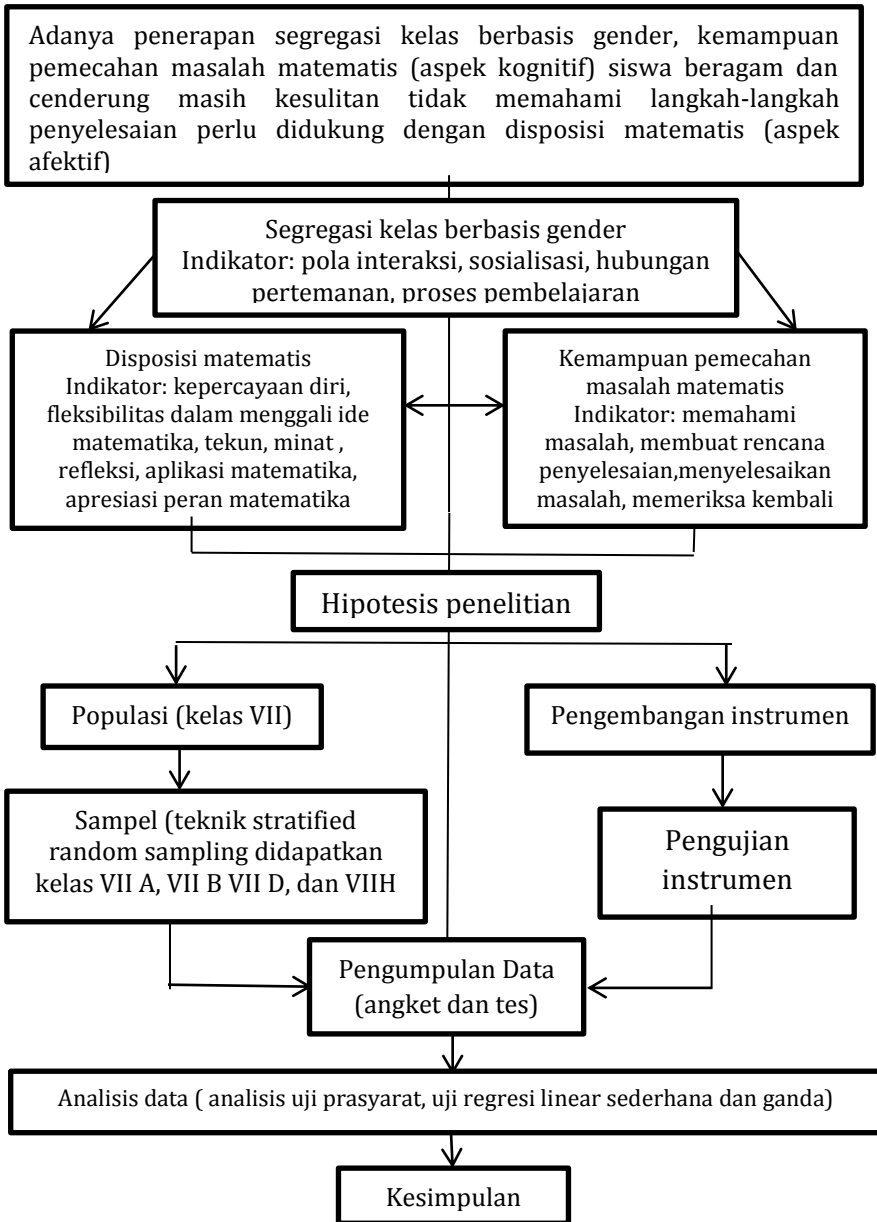 Adanya penerapan segregasi kelas berbasis gender, kemampuan
pemecahan masalah matematis (aspek kognitif) siswa beragam dan
cenderung masih kesulitan tidak memahami langkah-langkah
penyelesaian perlu didukung dengan disposisi matematis (aspek
afektif)
Segregasi kelas berbasis gender
Indikator: pola interaksi, sosialisasi, hubungan
pertemanan, proses pembelajaran
Disposisi matematis
Indikator: kepercayaan diri,
fleksibilitas dalam menggali ide
matematika, tekun, minat ,
refleksi, aplikasi matematika,
apresiasi peran matematika
Kemampuan pemecahan
masalah matematis
Indikator: memahami
masalah, membuat rencana
penyelesaian,menyelesaikan
masalah, memeriksa kembali
Hipotesis penelitian
Populasi (kelas VII)
Pengembangan instrumen
Sampel (teknik stratified
random sampling didapatkan
kelas VII A, VII B VII D, dan VIIH
Pengujian
instrumen
Pengumpulan Data
(angket dan tes)
Analisis data ( analisis uji prasyarat, uji regresi linear sederhana dan ganda)
Kesimpulan